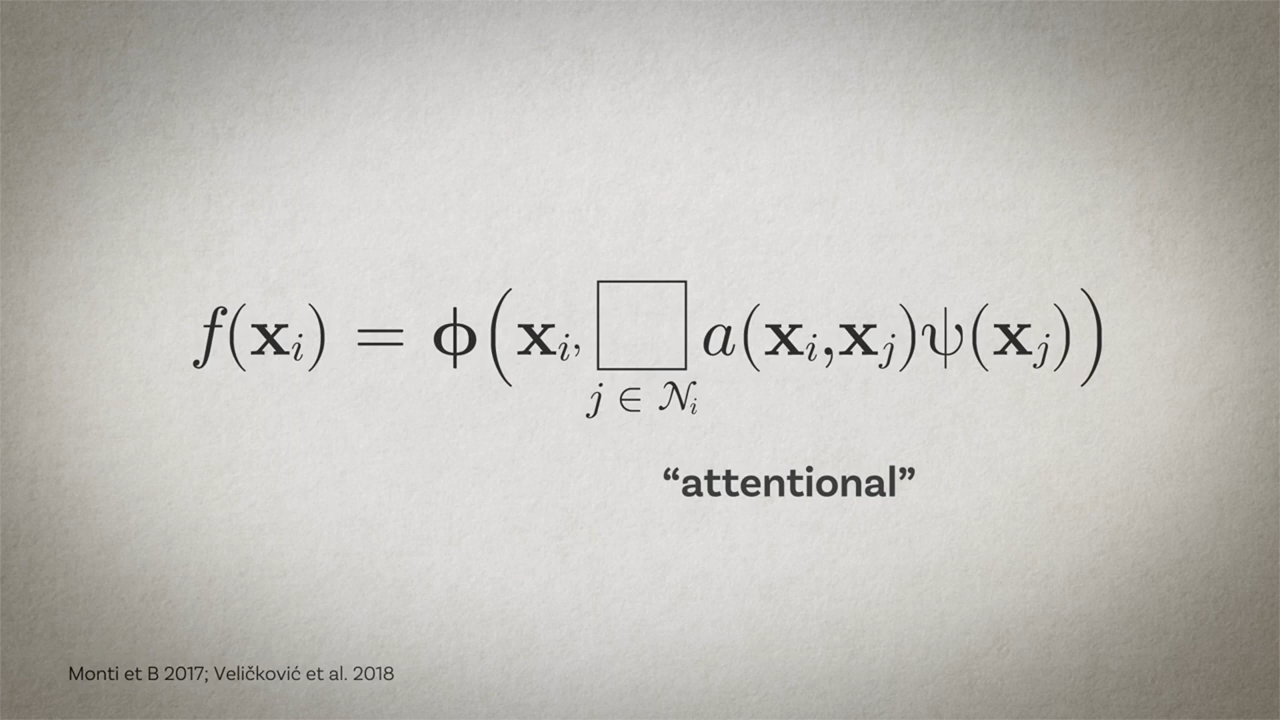 f(𝐱ᵢ) = 𝛟(𝐱ᵢ, □ a(𝐱ᵢ,𝐱ⱼ)ψ(𝐱ⱼ))
j ∈ 𝒩ᵢ
“attentional”
Monti et B 2017; Veličković et al. 2018